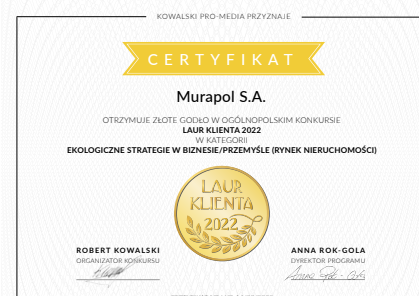 KOWALSKI PRO-MEDIA PRZYZNAJE
CERTYFIKAT
Murapol S.A.
OTRZYMUJE ZŁOTE GODŁO W OGÓLNOPOLSKIM KONKURSIE
LAUR KLIENTA 2022
W KATEGORII
EKOLOGICZNE STRATEGIE W BIZNESIE/PRZEMYŚLE (RYNEK NIERUCHOMOŚCI)
LAUR
KLIENTA
2022
ROBERT KOWALSKI
ORGANIZATOR KONKURSU
ANNA ROK-GOLA
DYREKTOR PROGRAMU